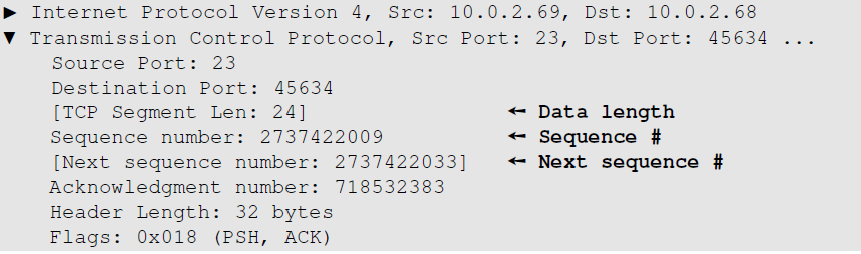 ▶ Internet Protocol Version 4, Src: 10.0.2.69, Dst: 10.0.2.68
▼ Transmission Control Protocol, Src Port: 23, Dst Port: 45634 ...
Source Port: 23
Destination Port: 45634
[TCP Segment Len: 24] ← Data length
Sequence number: 2737422009 ← Sequence #
[Next sequence number: 2737422033] ← Next sequence #
Acknowledgment number: 718532383
Header Length: 32 bytes
Flags: 0x018 (PSH, ACK)